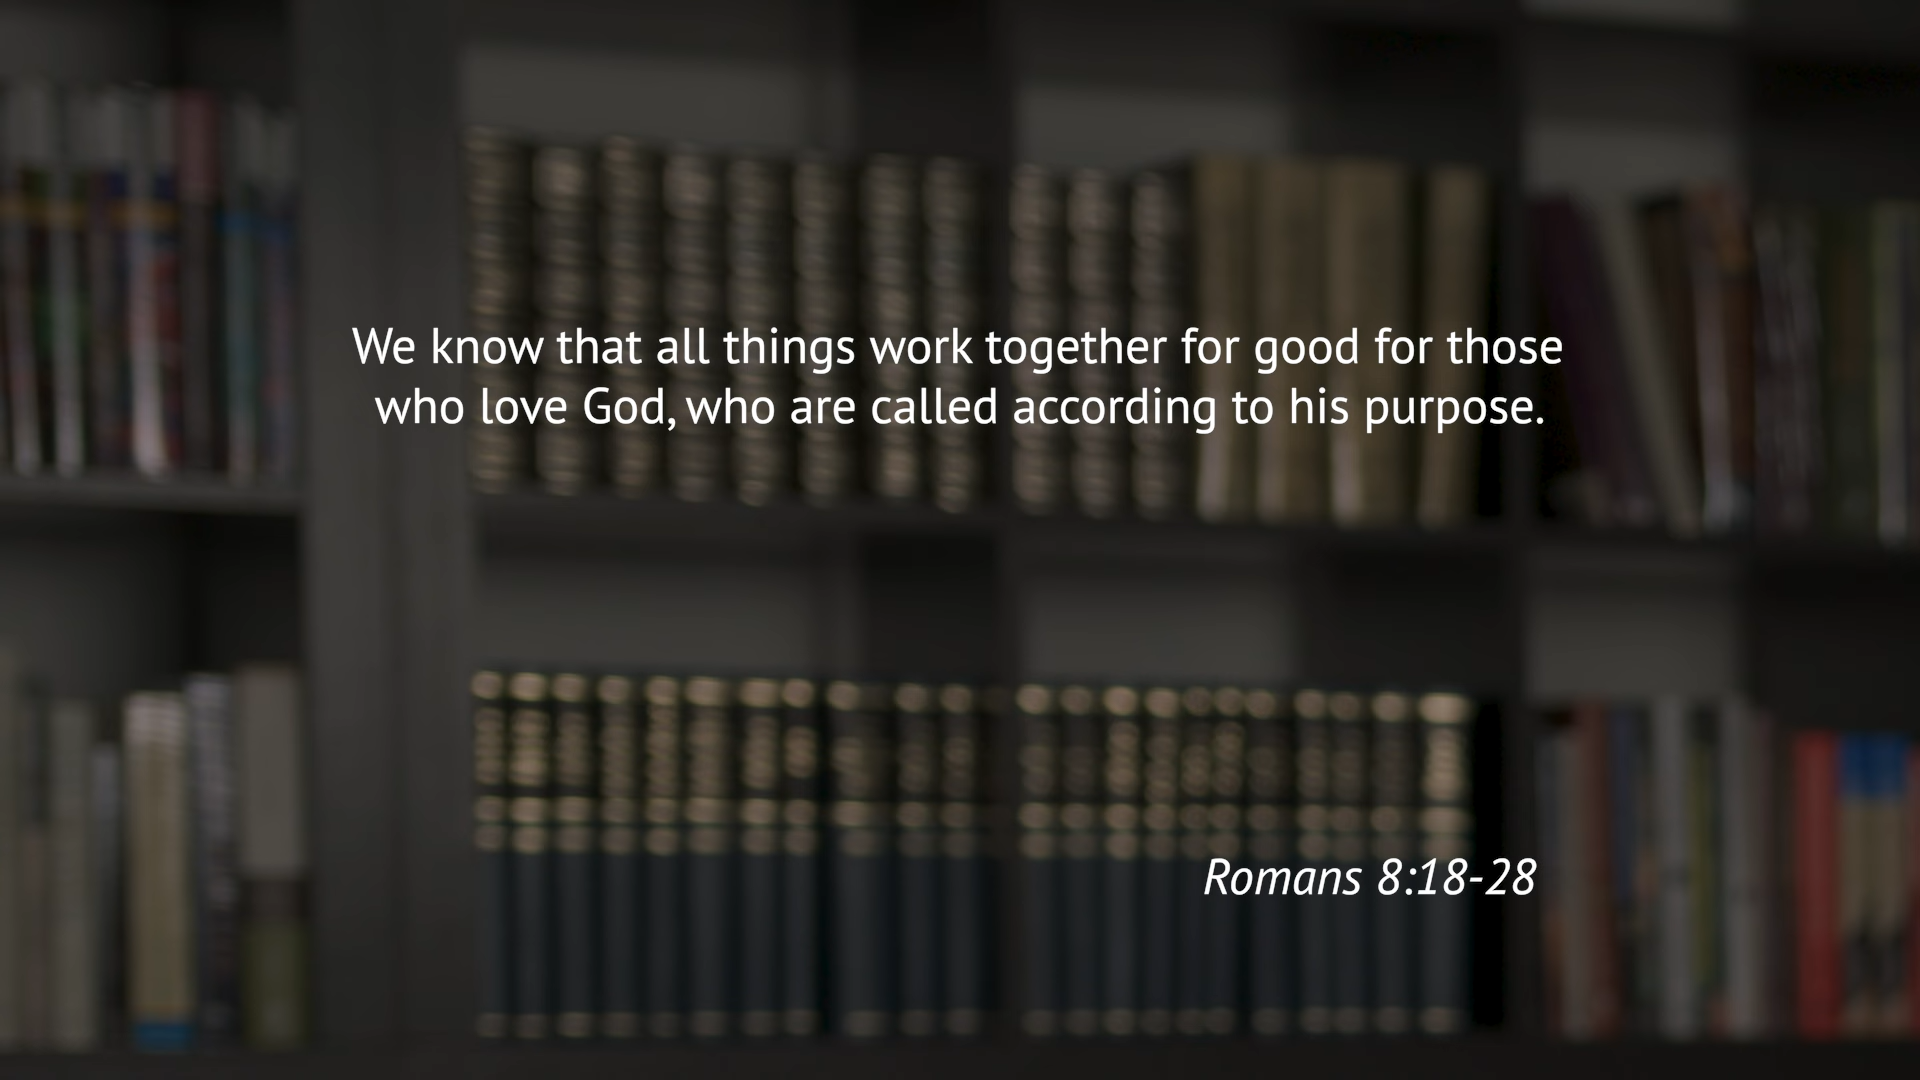 We know that all things work together for good for those
who love God, who are called according to his purpose.
Romans 8:18-28